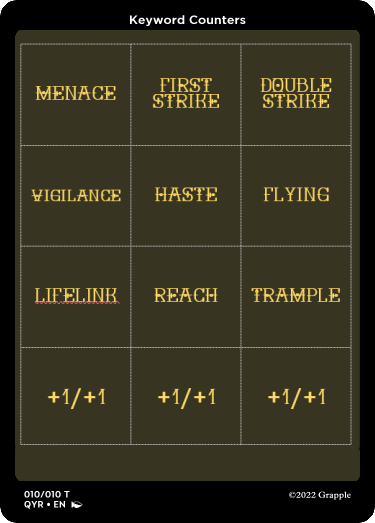 Keyword Counters
MENACE
FIRST
STRIKE
DOUBLE
STRIKE
VIGILANCE
HASTE
FLYING
LIFELINK
REACH
TRAMPLE
+1/+1
+1/+1
+1/+1
010/010 T
QYR • EN
©2022 Grapple